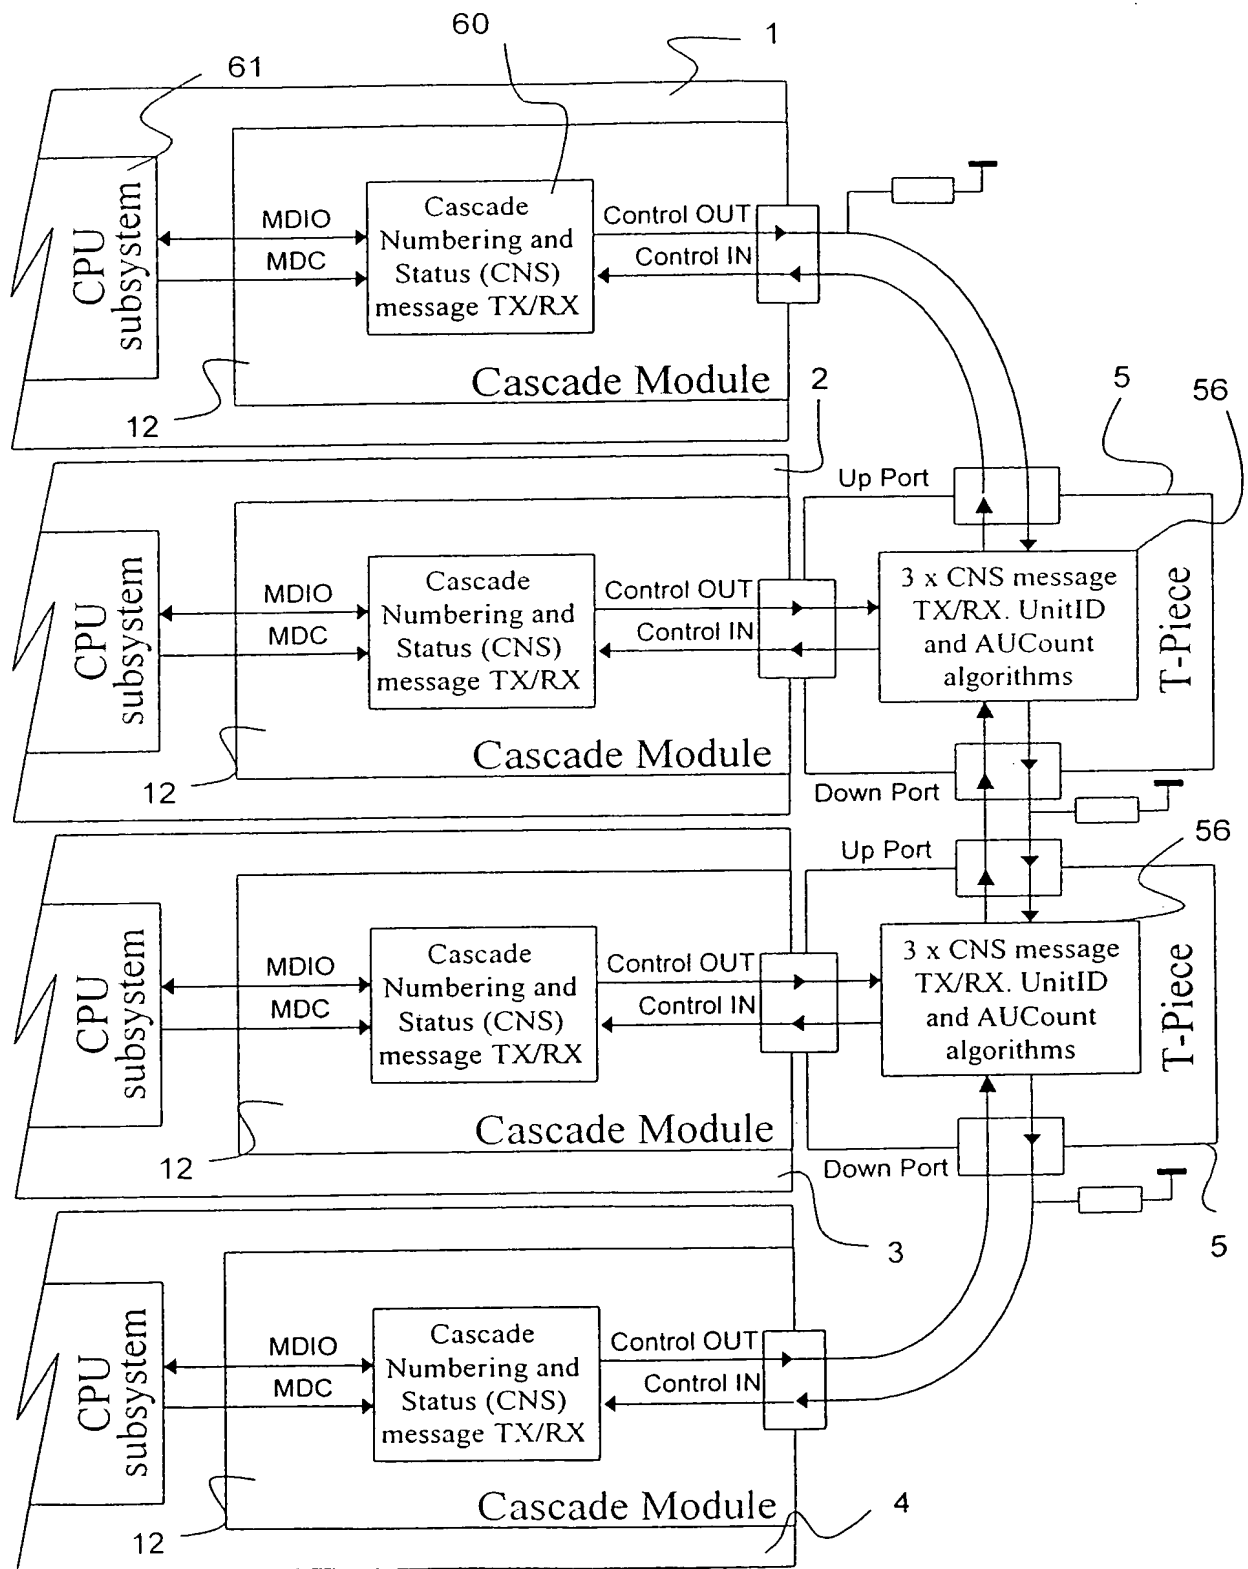 60
1
61
CPU
subsystem
MDIO
MDC
Cascade
Numbering and
Status (CNS)
message TX/RX
Control OUT
Control IN
12
Cascade Module
2
5
56
Up Port
CPU
subsystem
MDIO
MDC
Cascade
Numbering and
Status (CNS)
message TX/RX
Control OUT
Control IN
3 x CNS message
TX/RX. UnitID
and AUCount
algorithms
T-Piece
12
Cascade Module
Down Port
Up Port
56
CPU
subsystem
MDIO
MDC
Cascade
Numbering and
Status (CNS)
message TX/RX
Control OUT
Control IN
3 x CNS message
TX/RX. UnitID
and AUCount
algorithms
T-Piece
12
Cascade Module
Down Port
3
5
CPU
subsystem
MDIO
MDC
Cascade
Numbering and
Status (CNS)
message TX/RX
Control OUT
Control IN
12
Cascade Module
4